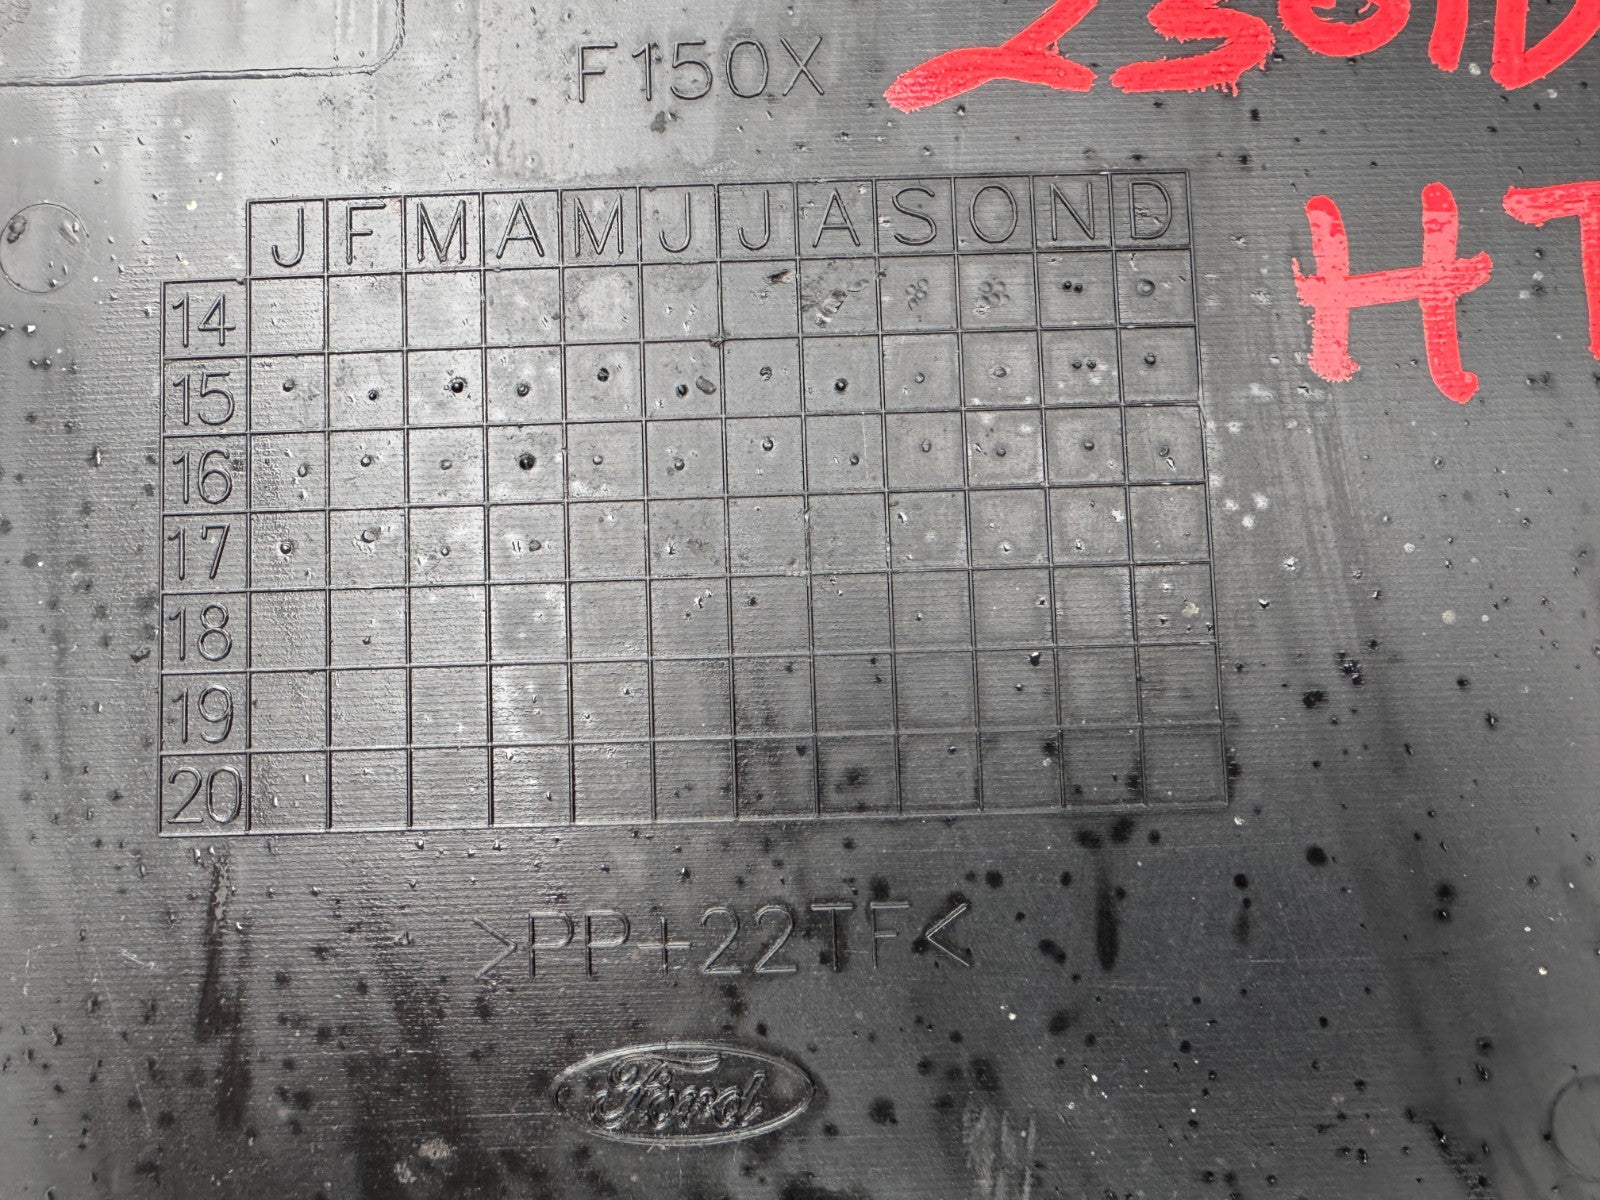 F150X
J F M A M J J A S O N D
14
15
16
17
18
19
20
>PP+22TF<
Ford